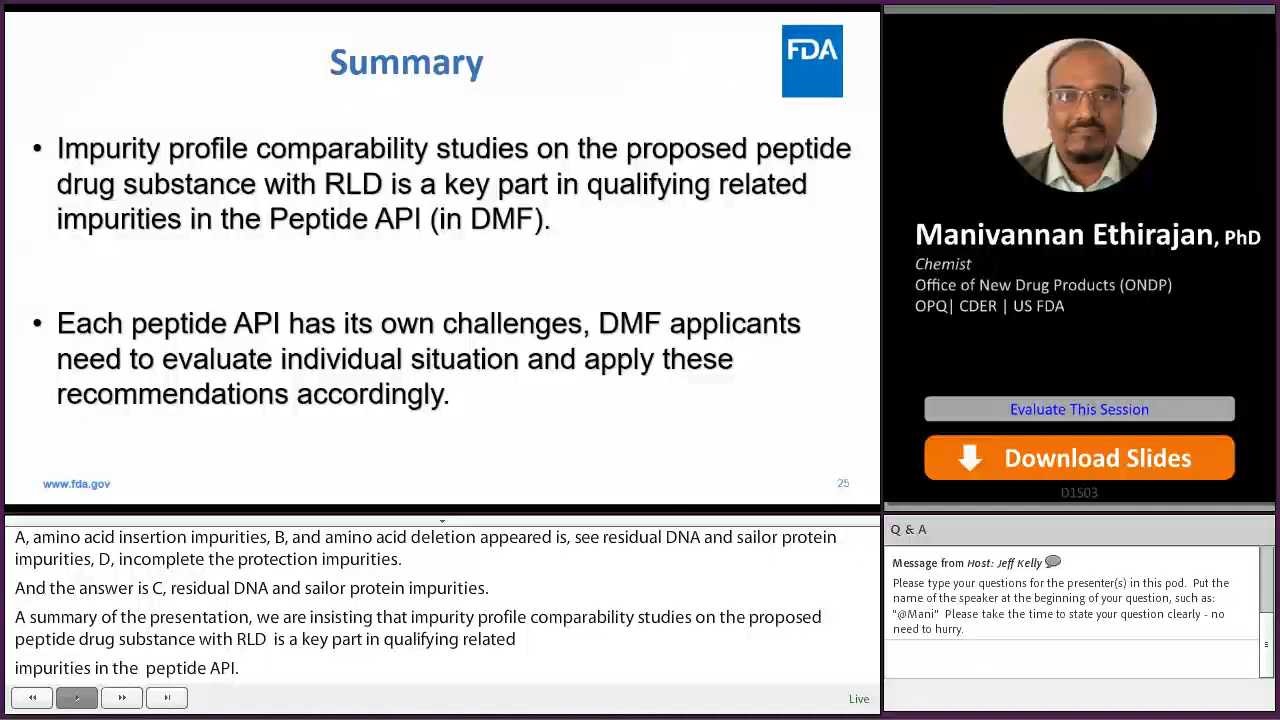 Summary
FDA
• Impurity profile comparability studies on the proposed peptide
drug substance with RLD is a key part in qualifying related
impurities in the Peptide API (in DMF).
• Each peptide API has its own challenges, DMF applicants
need to evaluate individual situation and apply these
recommendations accordingly.
www.fda.gov
25
Manivannan Ethirajan, PhD
Chemist
Office of New Drug Products (ONDP)
OPQ| CDER | US FDA
Evaluate This Session
Download Slides
D1S03
A, amino acid insertion impurities, B, and amino acid deletion appeared is, see residual DNA and sailor protein
impurities, D, incomplete the protection impurities.
And the answer is C, residual DNA and sailor protein impurities.
A summary of the presentation, we are insisting that impurity profile comparability studies on the proposed
peptide drug substance with RLD is a key part in qualifying related
impurities in the peptide API.
Live
Q & A
Message from Host: Jeff Kelly
Please type your questions for the presenter(s) in this pod. Put the
name of the speaker at the beginning of your question, such as:
"@Mani" Please take the time to state your question clearly - no
need to hurry.